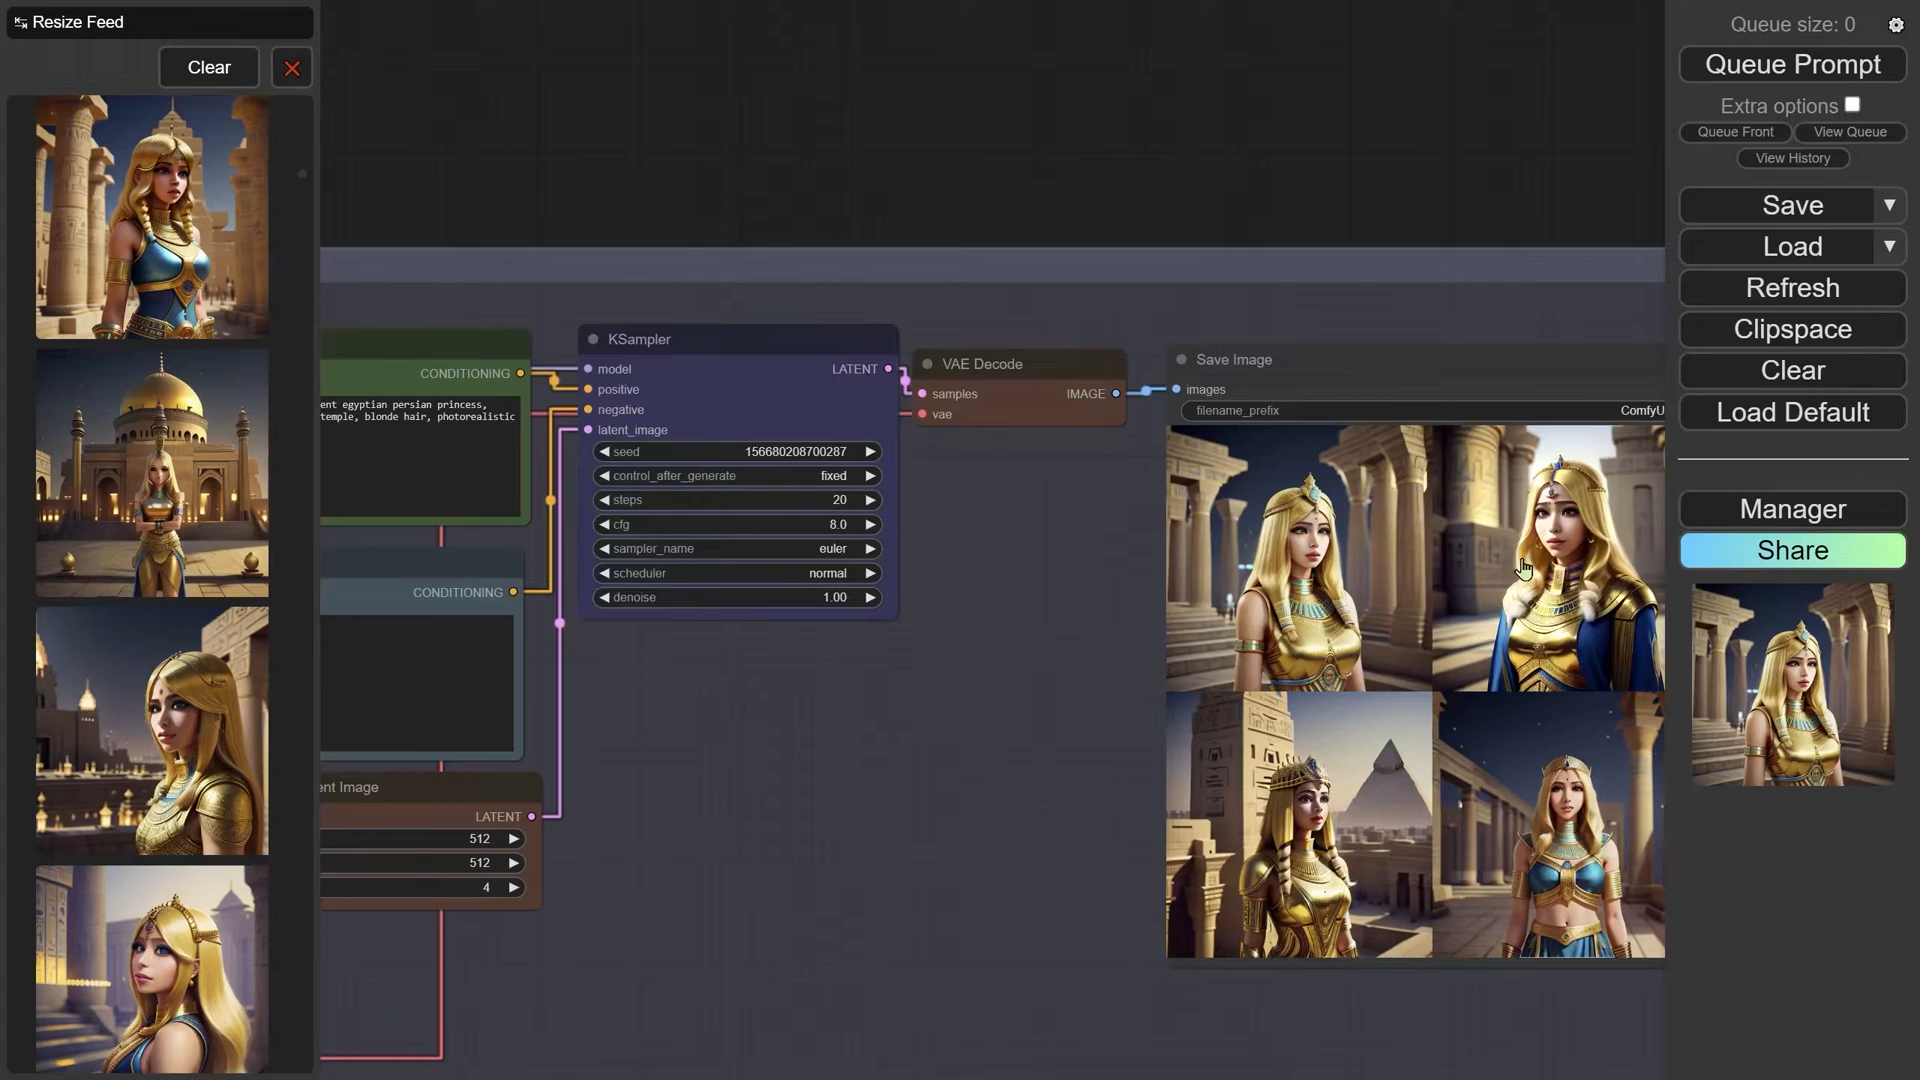 Resize Feed
Clear
CONDITIONING
ent egyptian persian princess,
temple, blonde hair, photorealistic
CONDITIONING
ent Image
LATENT
512
512
4
KSampler
model
LATENT
positive
negative
latent_image
seed 156680208700287
control_after_generate fixed
steps 20
cfg 8.0
sampler_name euler
scheduler normal
denoise 1.00
VAE Decode
samples IMAGE
vae
Save Image
images
filename_prefix ComfyU
Queue size: 0
Queue Prompt
Extra options
Queue Front View Queue
View History
Save
Load
Refresh
Clipspace
Clear
Load Default
Manager
Share